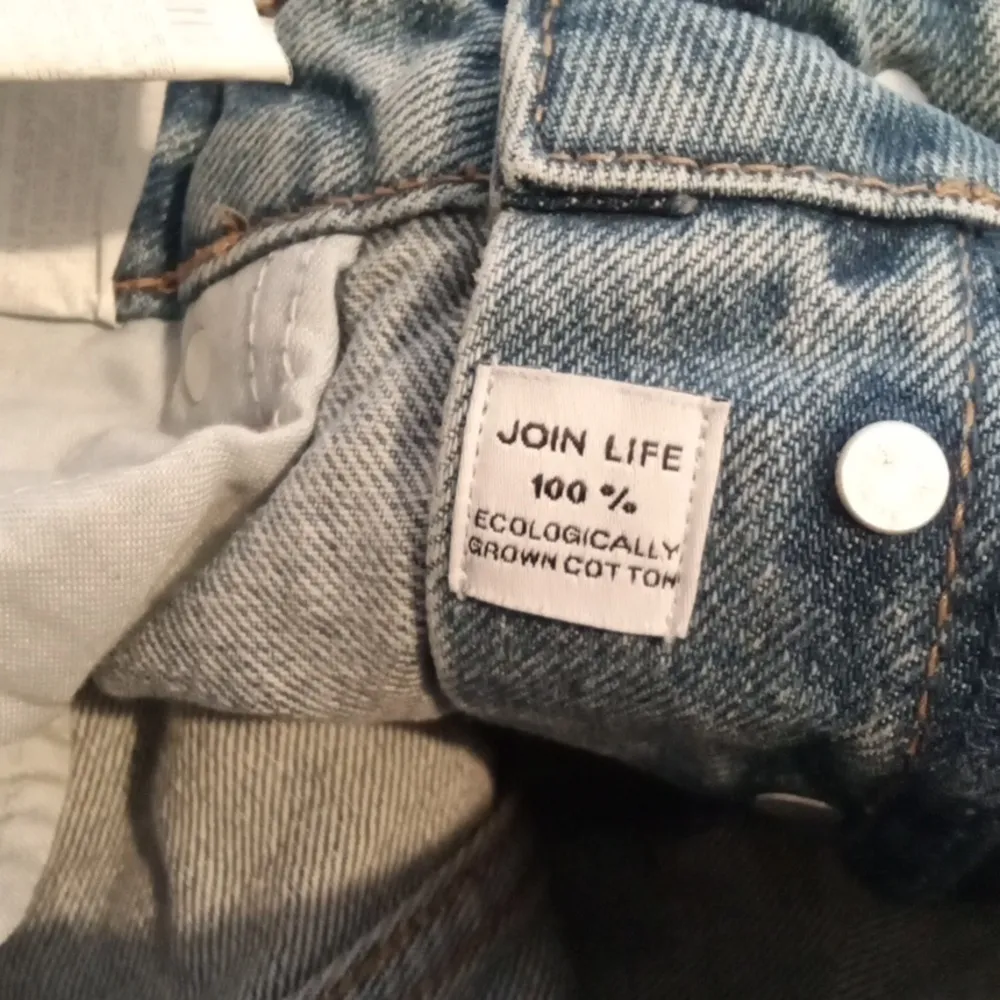 JOIN LIFE
100 %
ECOLOGICALLY
GROWN COTTON